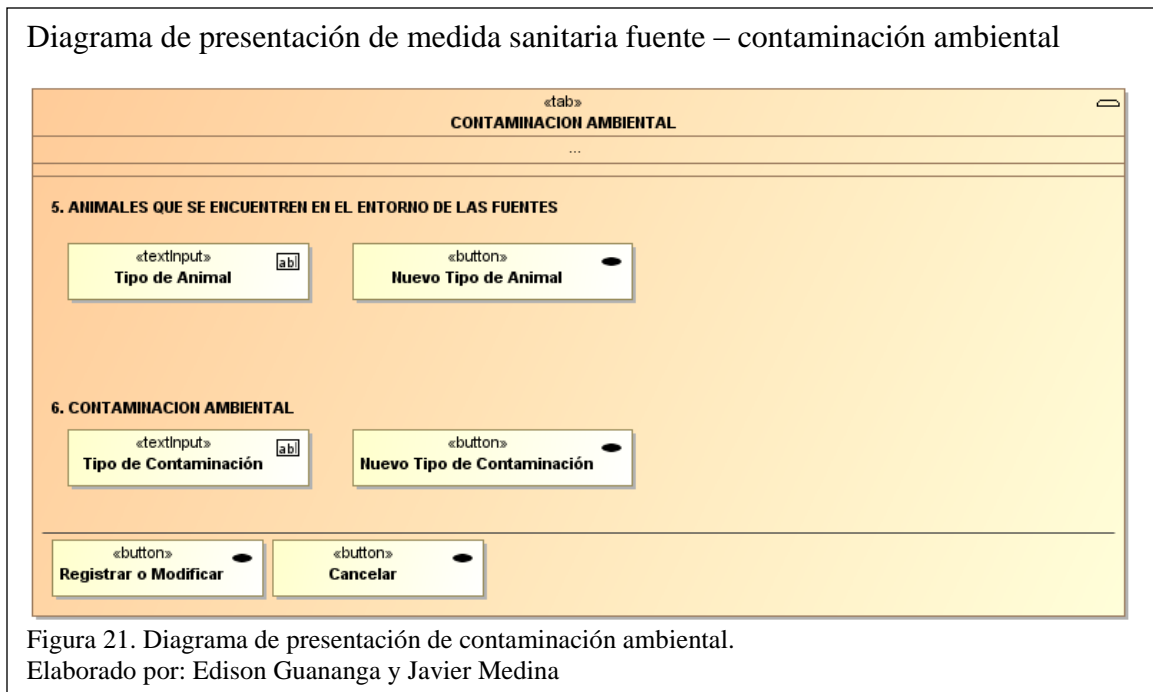 Diagrama de presentación de medida sanitaria fuente – contaminación ambiental
«tab»
CONTAMINACION AMBIENTAL
...
5. ANIMALES QUE SE ENCUENTREN EN EL ENTORNO DE LAS FUENTES
«textInput»
Tipo de Animal
ab
«button»
Nuevo Tipo de Animal
6. CONTAMINACION AMBIENTAL
«textInput»
Tipo de Contaminación
ab
«button»
Nuevo Tipo de Contaminación
«button»
Registrar o Modificar
«button»
Cancelar
Figura 21. Diagrama de presentación de contaminación ambiental.
Elaborado por: Edison Guananga y Javier Medina